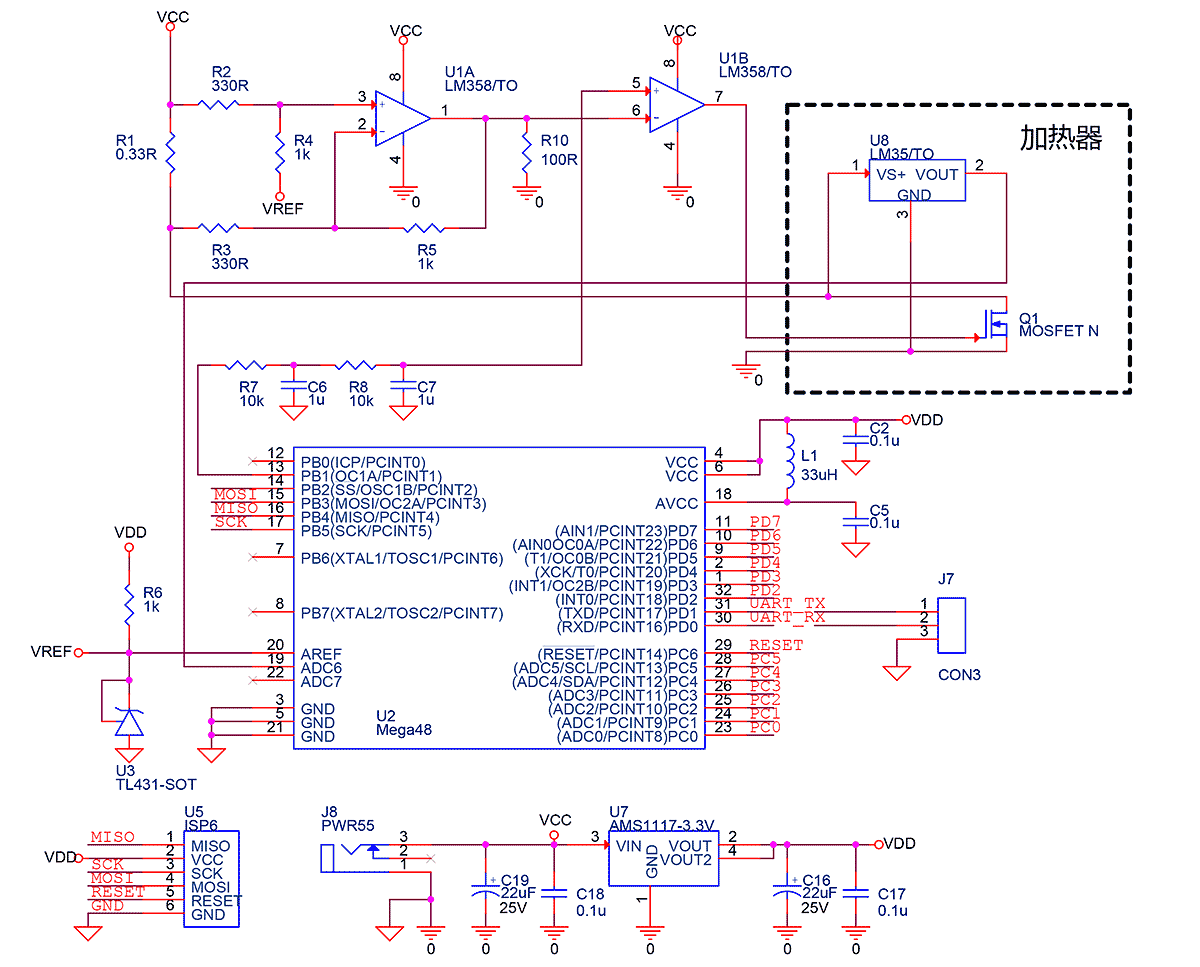 VCC
R2
330R
R1
0.33R
R4
1k
VREF
R3
330R
R5
1k
VCC
U1A
LM358/TO
8
3
+
2
-
1
4
0
R10
100R
0
VCC
U1B
LM358/TO
8
5
+
6
-
7
4
0
加热器
U8
LM35/TO
1
VS+ VOUT
2
GND
3
Q1
MOSFET N
0
R7
10k
C6
1u
R8
10k
C7
1u
12 PB0(ICP/PCINT0)
13 PB1(OC1A/PCINT1)
14 PB2(SS/OSC1B/PCINT2)
MOSI 15 PB3(MOSI/OC2A/PCINT3)
MISO 16 PB4(MISO/PCINT4)
SCK 17 PB5(SCK/PCINT5)
7 PB6(XTAL1/TOSC1/PCINT6)
8 PB7(XTAL2/TOSC2/PCINT7)
20 AREF
19 ADC6
22 ADC7
3 GND
5 GND
21 GND
U2
Mega48
VCC 4
VCC 6
AVCC 18
(AIN1/PCINT23)PD7 11 PD7
(AIN0OC0A/PCINT22)PD6 10 PD6
(T1/OC0B/PCINT21)PD5 9 PD5
(XCK/T0/PCINT20)PD4 2 PD4
(INT1/OC2B/PCINT19)PD3 1 PD3
(INT0/PCINT18)PD2 32 PD2
(TXD/PCINT17)PD1 31 UART_TX
(RXD/PCINT16)PD0 30 UART_RX
(RESET/PCINT14)PC6 29 RESET
(ADC5/SCL/PCINT13)PC5 28 PC5
(ADC4/SDA/PCINT12)PC4 27 PC4
(ADC3/PCINT11)PC3 26 PC3
(ADC2/PCINT10)PC2 25 PC2
(ADC1/PCINT9)PC1 24 PC1
(ADC0/PCINT8)PC0 23 PC0
VDD
C2
0.1u
L1
33uH
C5
0.1u
J7
1
2
3
CON3
VDD
R6
1k
VREF
U3
TL431-SOT
U5
ISP6
MISO 1 MISO
VDD 2 VCC
SCK 3 SCK
MOSI 4 MOSI
RESET 5 RESET
GND 6 GND
J8
PWR55
3
2
1
0
C19
+
22uF
25V
0
VCC
C18
0.1u
0
U7
AMS1117-3.3V
3 VIN VOUT 2
VOUT2 4
GND
1
0
C16
+
22uF
25V
0
VDD
C17
0.1u
0